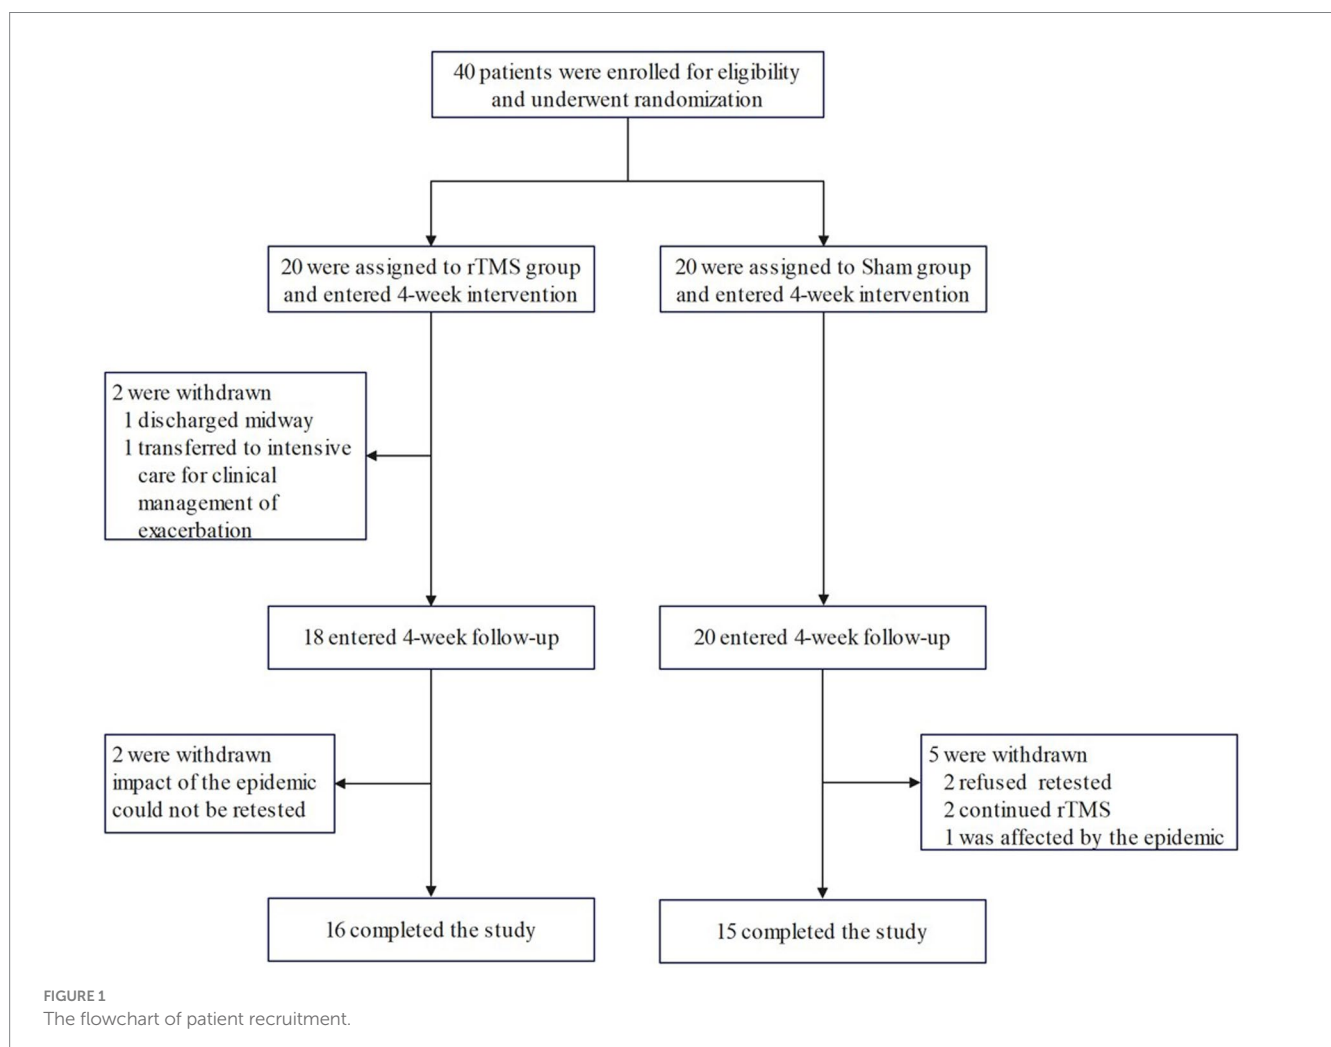 40 patients were enrolled for eligibility
and underwent randomization
20 were assigned to rTMS group
and entered 4-week intervention
20 were assigned to Sham group
and entered 4-week intervention
2 were withdrawn
1 discharged midway
1 transferred to intensive
care for clinical
management of
exacerbation
18 entered 4-week follow-up
20 entered 4-week follow-up
2 were withdrawn
impact of the epidemic
could not be retested
5 were withdrawn
2 refused retested
2 continued rTMS
1 was affected by the epidemic
16 completed the study
15 completed the study
FIGURE 1
The flowchart of patient recruitment.